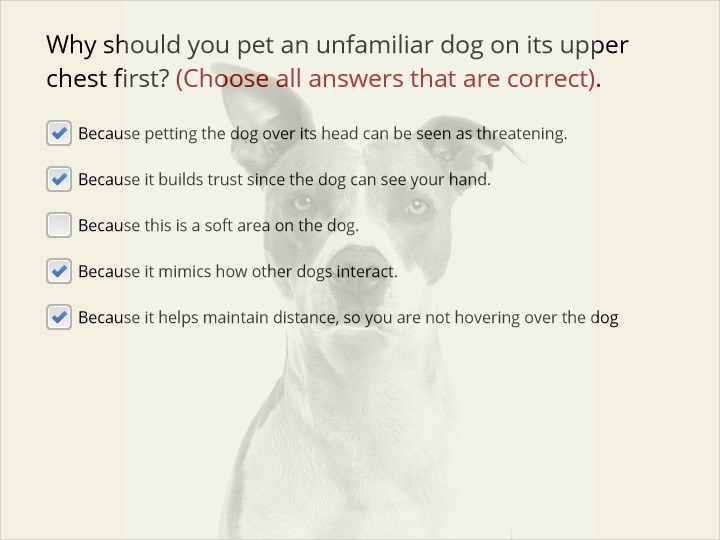 Why should you pet an unfamiliar dog on its upper
chest first? (Choose all answers that are correct).
Because petting the dog over its head can be seen as threatening.
Because it builds trust since the dog can see your hand.
Because this is a soft area on the dog.
Because it mimics how other dogs interact.
Because it helps maintain distance, so you are not hovering over the dog